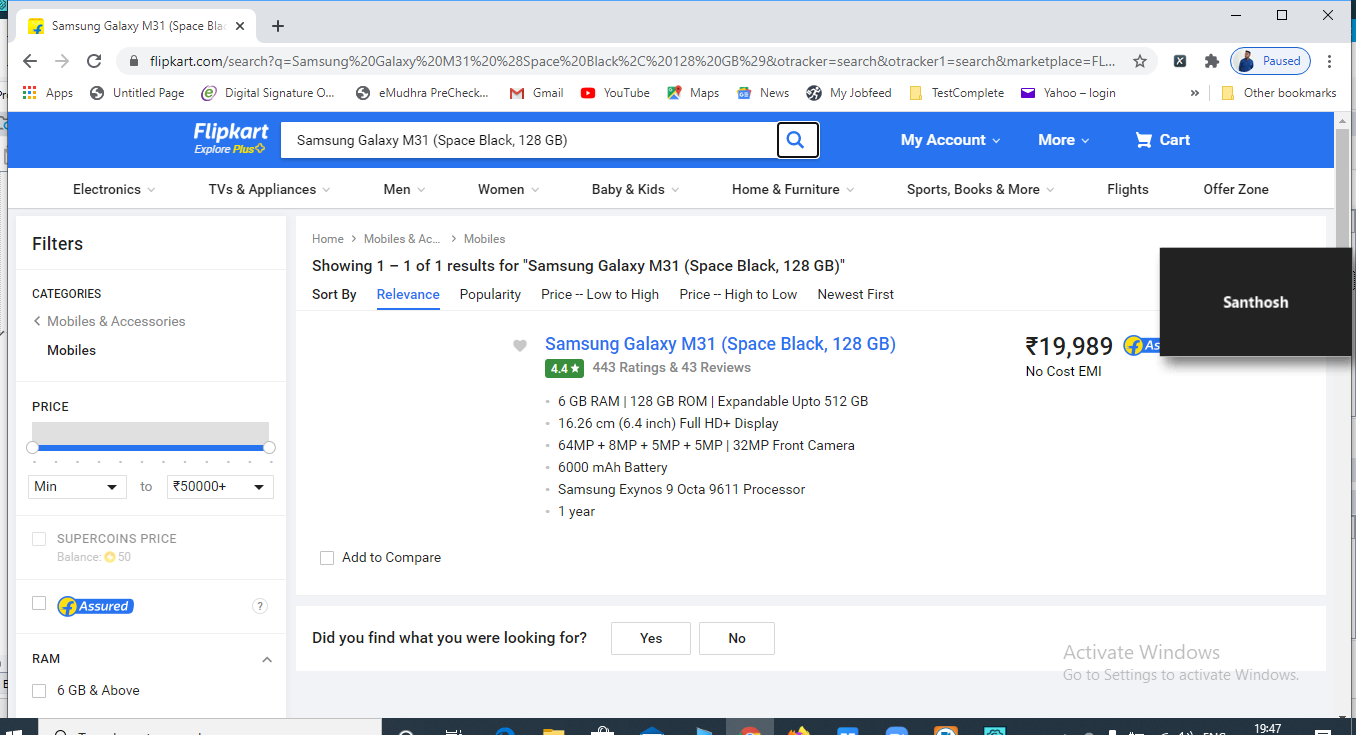 Samsung Galaxy M31 (Space Blac
flipkart.com/search?q=Samsung%20Galaxy%20M31%20%28Space%20Black%2C%20128%20GB%29&otracker=search&otracker1=search&marketplace=FL...
Paused
Apps
Untitled Page
Digital Signature O...
eMudhra PreCheck...
Gmail
YouTube
Maps
News
My Jobfeed
TestComplete
Yahoo – login
»
Other bookmarks
Flipkart
Explore Plus
Samsung Galaxy M31 (Space Black, 128 GB)
My Account
More
Cart
Electronics
TVs & Appliances
Men
Women
Baby & Kids
Home & Furniture
Sports, Books & More
Flights
Offer Zone
Filters
CATEGORIES
Mobiles & Accessories
Mobiles
PRICE
Min to ₹50000+
SUPERCOINS PRICE
Balance: 50
Assured
?
RAM
6 GB & Above
Home > Mobiles & Ac... > Mobiles
Showing 1 – 1 of 1 results for "Samsung Galaxy M31 (Space Black, 128 GB)"
Sort By Relevance Popularity Price -- Low to High Price -- High to Low Newest First
Samsung Galaxy M31 (Space Black, 128 GB)
4.4 ★ 443 Ratings & 43 Reviews
6 GB RAM | 128 GB ROM | Expandable Upto 512 GB
16.26 cm (6.4 inch) Full HD+ Display
64MP + 8MP + 5MP + 5MP | 32MP Front Camera
6000 mAh Battery
Samsung Exynos 9 Octa 9611 Processor
1 year
Add to Compare
₹19,989
As
No Cost EMI
Santhosh
Did you find what you were looking for?
Yes
No
Activate Windows
Go to Settings to activate Windows.
19:47